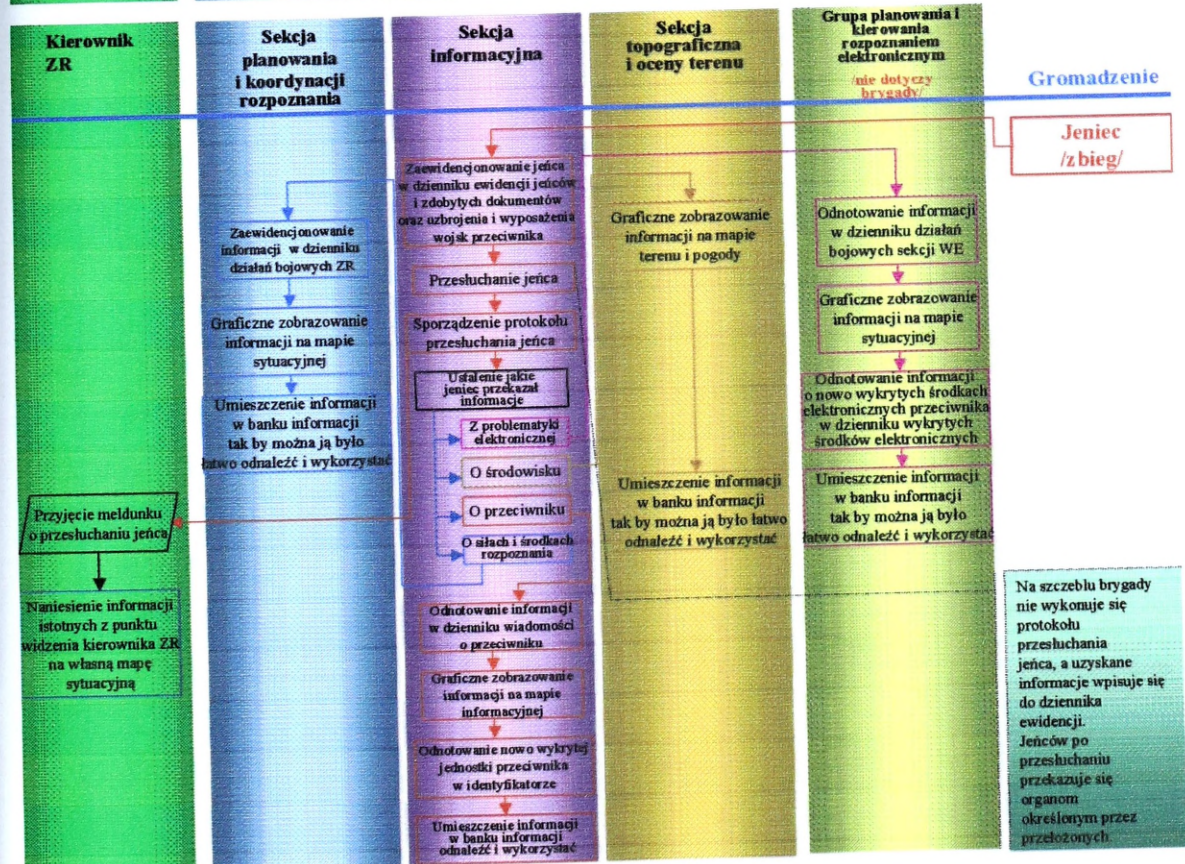 Kierownik
ZR
Sekcja
planowania
i koordynacji
rozpoznania
Sekcja
informacyjna
Sekcja
topograficzna
i oceny terenu
Grupa planowania i
kierowania
rozpoznaniem
elektronicznym
/nie dotyczy
brygady/
Gromadzenie
Jeniec
/zbieg/
Zaewidencjonowanie jeńca
w dzienniku ewidencji jeńców
i zdobytych dokumentów
oraz uzbrojenia i wyposażenia
wojsk przeciwnika
Przesłuchanie jeńca
Sporządzenie protokołu
przesłuchania jeńca
Ustalenie jakie
jeniec przekazał
informacje
Z problematyki
elektronicznej
O środowisku
O przeciwniku
O siłach i środkach
rozpoznania
Odnotowanie informacji
w dzienniku wiadomości
o przeciwniku
Graficzne zobrazowanie
informacji na mapie
informacyjnej
Odnotowanie nowo wykrytej
jednostki przeciwnika
w identyfikatorze
Umieszczenie informacji
w banku informacji
odnaleźć i wykorzystać
Zaewidencjonowanie
informacji w dzienniku
działań bojowych ZR
Graficzne zobrazowanie
informacji na mapie
sytuacyjnej
Umieszczenie informacji
w banku informacji
tak by można ją było
łatwo odnaleźć i wykorzystać
Przyjęcie meldunku
o przesłuchaniu jeńca
Naniesienie informacji
istotnych z punktu
widzenia kierownika ZR
na własną mapę
sytuacyjną
Graficzne zobrazowanie
informacji na mapie
terenu i pogody
Umieszczenie informacji
w banku informacji
tak by można ją było łatwo
odnaleźć i wykorzystać
Odnotowanie informacji
w dzienniku działań
bojowych sekcji WE
Graficzne zobrazowanie
informacji na mapie
sytuacyjnej
Odnotowanie informacji
o nowo wykrytych środkach
elektronicznych przeciwnika
w dzienniku wykrytych
środków elektronicznych
Umieszczenie informacji
w banku informacji
tak by można ją było
łatwo odnaleźć i wykorzystać
Na szczeblu brygady
nie wykonuje się
protokołu
przesłuchania
jeńca, a uzyskane
informacje wpisuje się
do dziennika
ewidencji.
Jeńców po
przesłuchaniu
przekazuje się
organom
określonym przez
przełożonych.